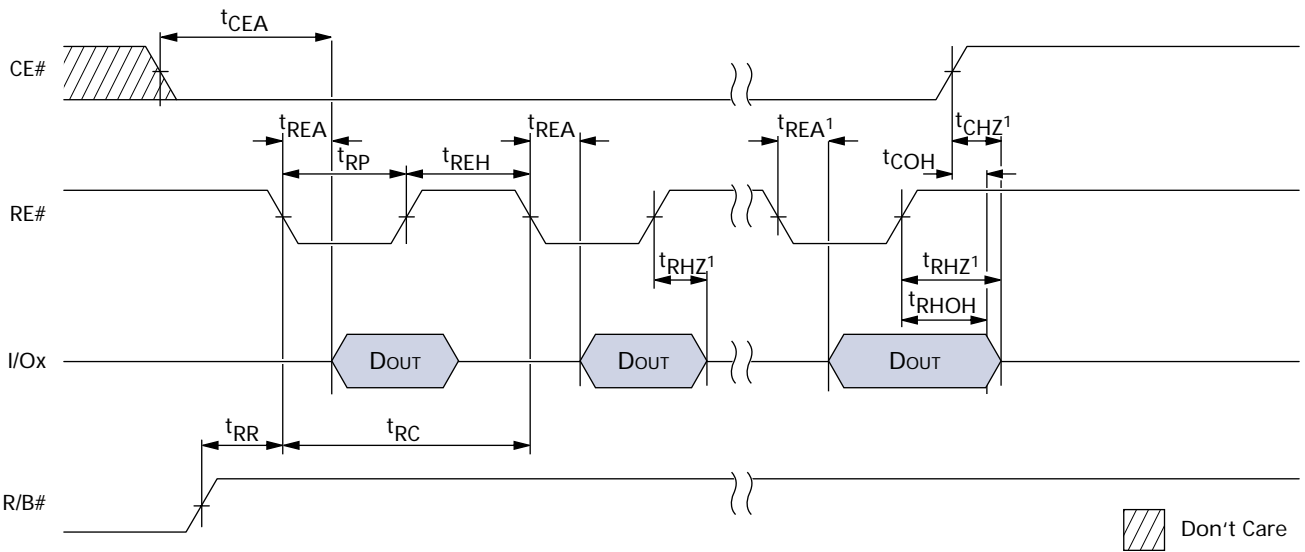 tCEA
CE#
tREA
tREA
tREA¹
tCHZ¹
tRP
tREH
tCOH
RE#
tRHZ¹
tRHZ¹
tRHOH
I/Ox
DOUT
DOUT
DOUT
tRR
tRC
R/B#
Don't Care